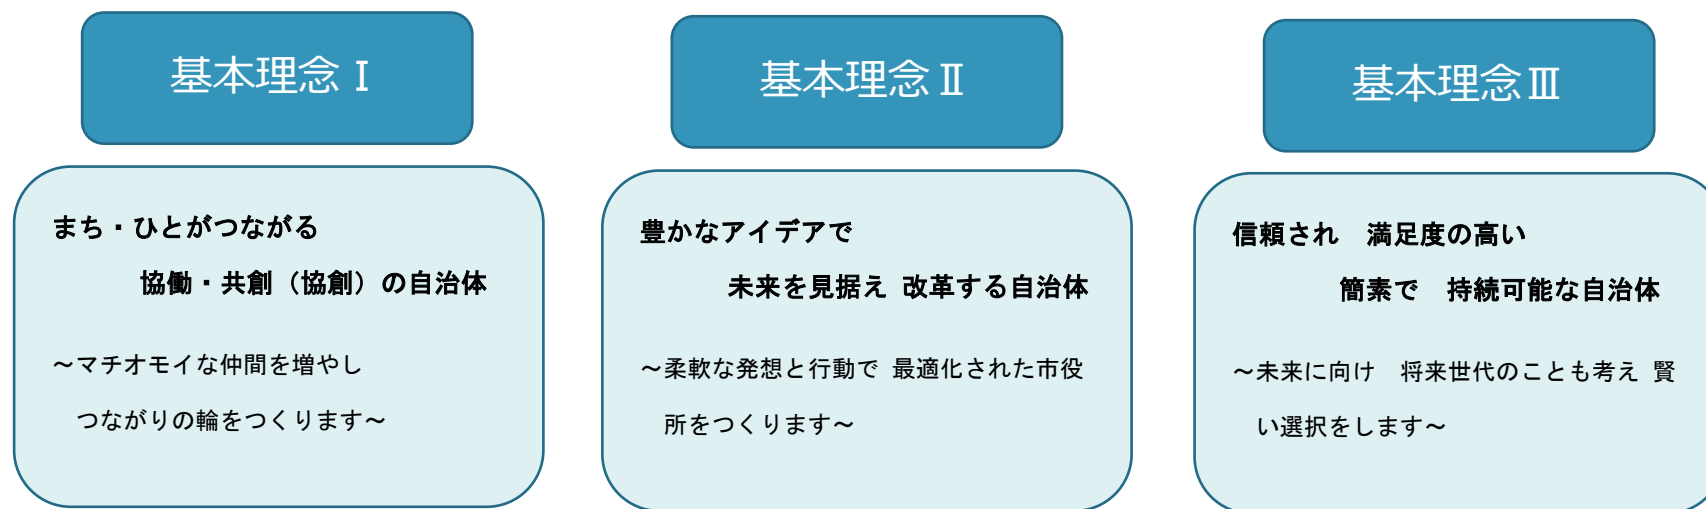 基本理念Ⅰ
まち・ひとがつながる
協働・共創（協創）の自治体
～マチオモイな仲間を増やし
つながりの輪をつくります～
基本理念Ⅱ
豊かなアイデアで
未来を見据え 改革する自治体
～柔軟な発想と行動で 最適化された市役
所をつくります～
基本理念Ⅲ
信頼され　満足度の高い
簡素で　持続可能な自治体
～未来に向け　将来世代のことも考え 賢
い選択をします～